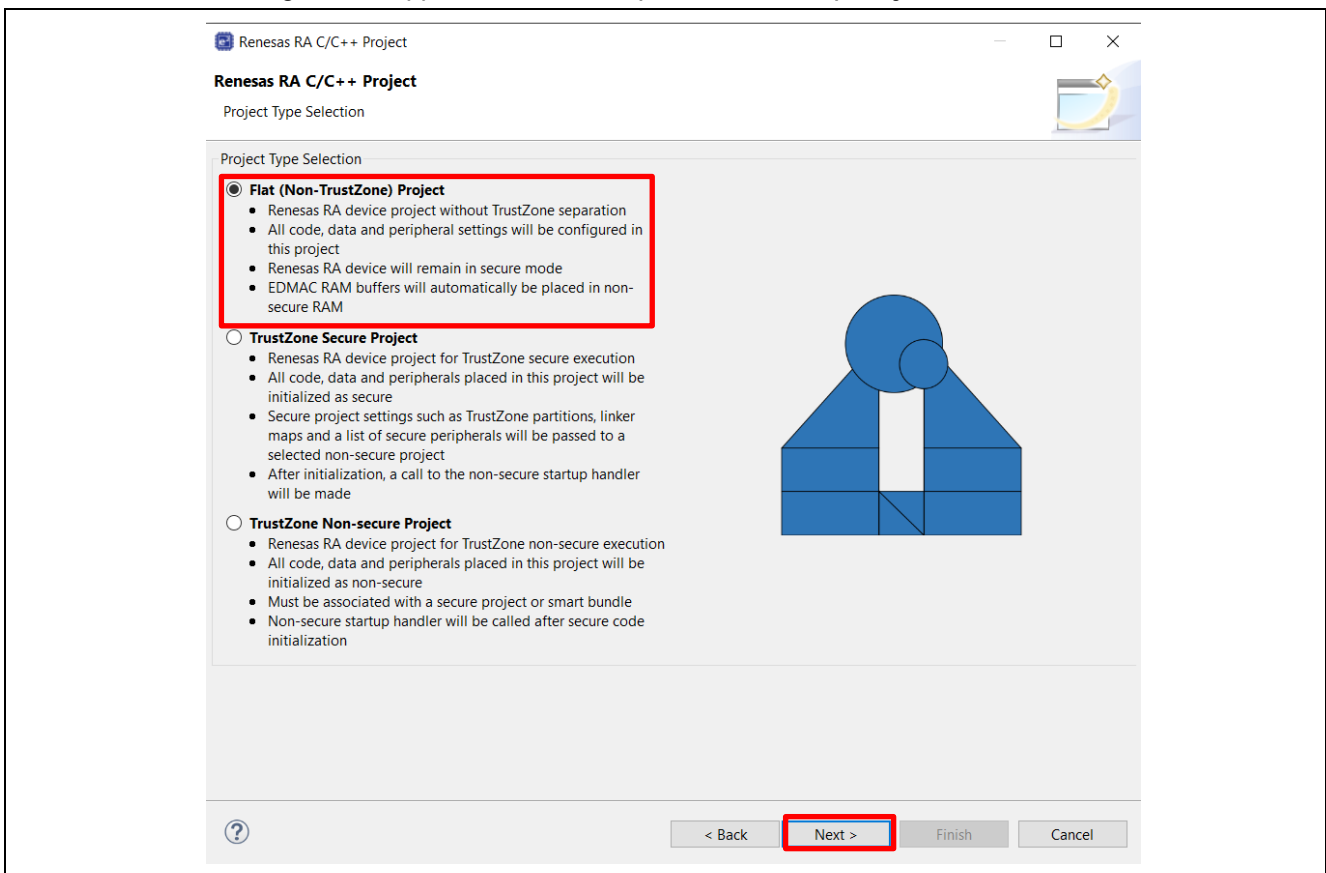 Renesas RA C/C++ Project
Renesas RA C/C++ Project
Project Type Selection
Project Type Selection
Flat (Non-TrustZone) Project
• Renesas RA device project without TrustZone separation
• All code, data and peripheral settings will be configured in
this project
• Renesas RA device will remain in secure mode
• EDMAC RAM buffers will automatically be placed in non-
secure RAM
TrustZone Secure Project
• Renesas RA device project for TrustZone secure execution
• All code, data and peripherals placed in this project will be
initialized as secure
• Secure project settings such as TrustZone partitions, linker
maps and a list of secure peripherals will be passed to a
selected non-secure project
• After initialization, a call to the non-secure startup handler
will be made
TrustZone Non-secure Project
• Renesas RA device project for TrustZone non-secure execution
• All code, data and peripherals placed in this project will be
initialized as non-secure
• Must be associated with a secure project or smart bundle
• Non-secure startup handler will be called after secure code
initialization
? < Back Next > Finish Cancel